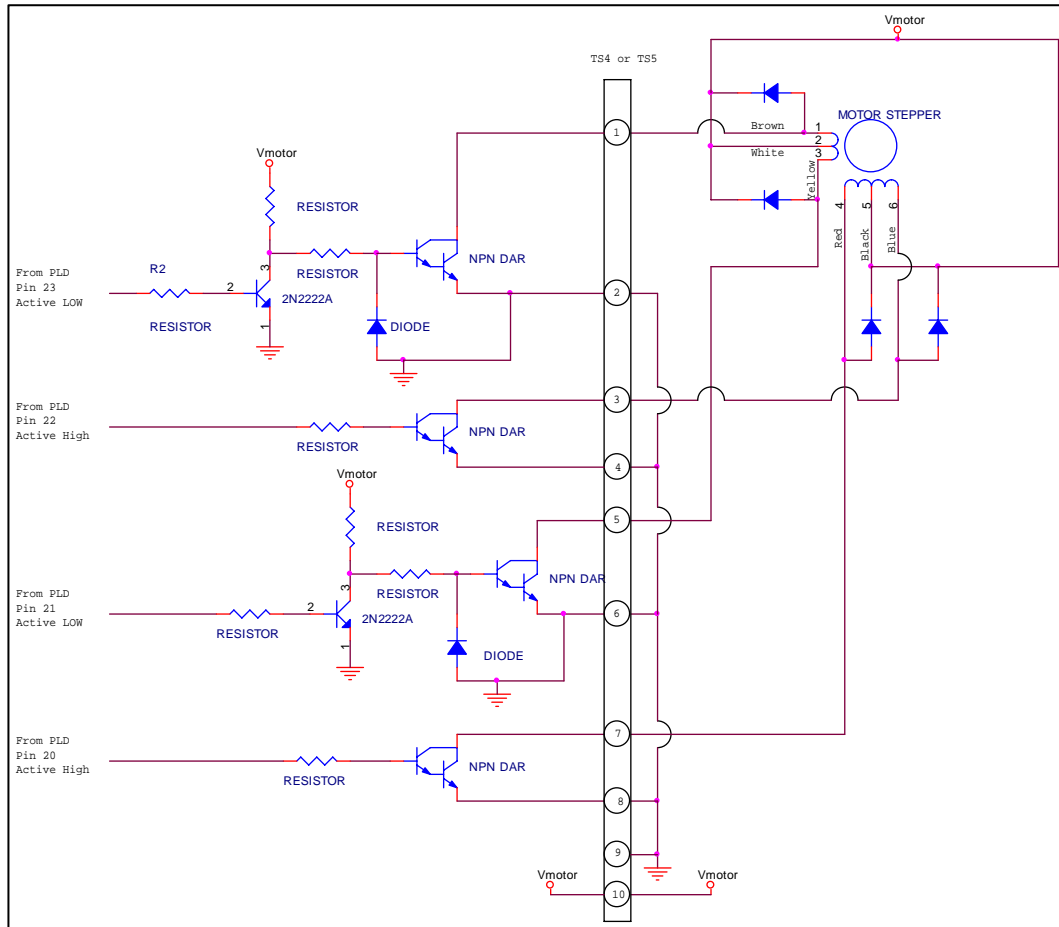 Vmotor
TS4 or TS5
MOTOR STEPPER
1
Brown
1
2
White
3
Yellow
Vmotor
RESISTOR
4
5
6
Red
Black
Blue
NPN DAR
RESISTOR
From PLD
Pin 23
Active LOW
R2
3
2
2N2222A
2
RESISTOR
1
DIODE
3
From PLD
Pin 22
Active High
NPN DAR
RESISTOR
4
Vmotor
RESISTOR
5
NPN DAR
RESISTOR
From PLD
Pin 21
Active LOW
3
2
2N2222A
6
RESISTOR
1
DIODE
7
From PLD
Pin 20
Active High
NPN DAR
RESISTOR
8
9
Vmotor
Vmotor
10